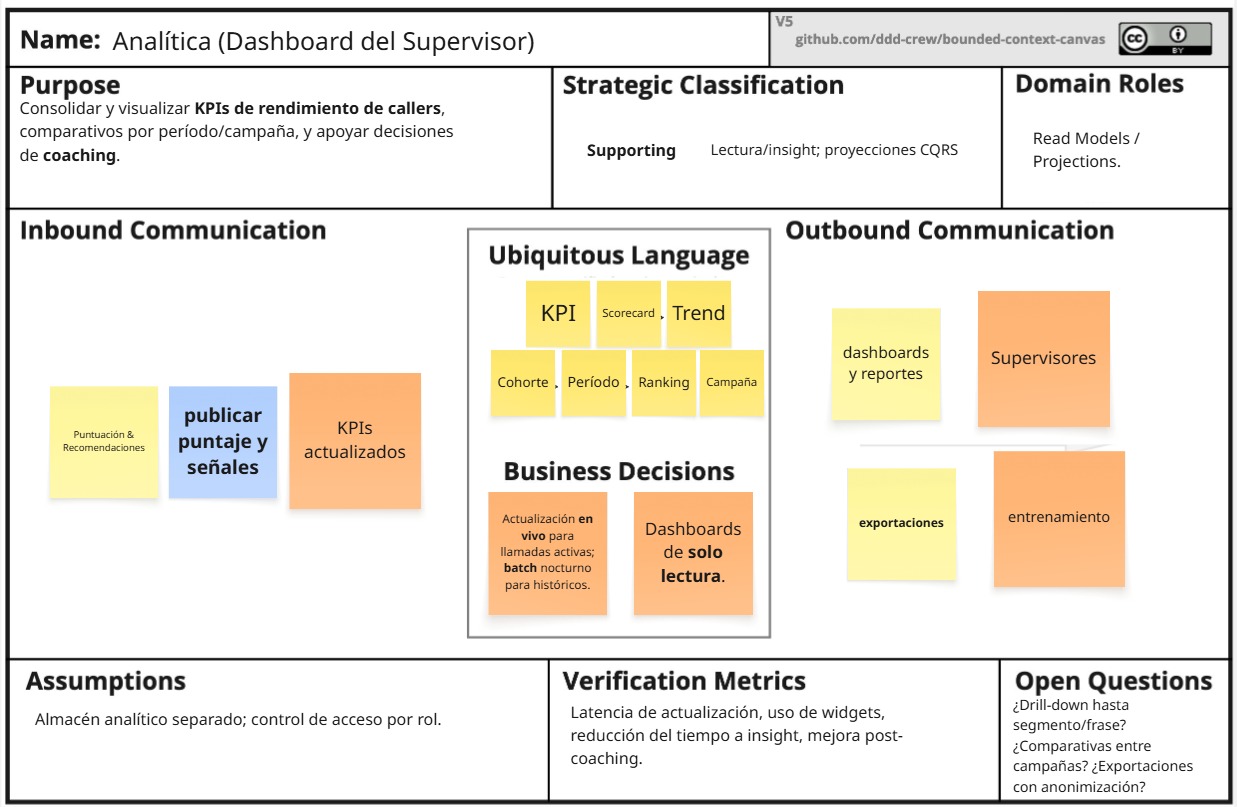 Name: Analítica (Dashboard del Supervisor)
V5
github.com/ddd-crew/bounded-context-canvas
cc
BY
Purpose
Consolidar y visualizar KPIs de rendimiento de callers,
comparativos por período/campaña, y apoyar decisiones
de coaching.
Strategic Classification
Supporting
Lectura/insight; proyecciones CQRS
Domain Roles
Read Models /
Projections.
Inbound Communication
Puntuación &
Recomendaciones
publicar
puntaje y
señales
KPIs
actualizados
Ubiquitous Language
KPI
Scorecard
Trend
Cohorte
Período
Ranking
Campaña
Business Decisions
Actualización en
vivo para
llamadas activas;
batch nocturno
para históricos.
Dashboards
de solo
lectura.
Outbound Communication
dashboards
y reportes
Supervisores
exportaciones
entrenamiento
Assumptions
Almacén analítico separado; control de acceso por rol.
Verification Metrics
Latencia de actualización, uso de widgets,
reducción del tiempo a insight, mejora post-
coaching.
Open Questions
¿Drill-down hasta
segmento/frase?
¿Comparativas entre
campañas? ¿Exportaciones
con anonimización?